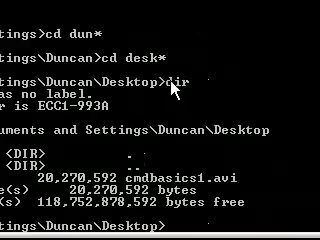 tings>cd dun*
tings\Duncan>cd desk*
tings\Duncan\Desktop>dir
as no label.
r is ECC1-993A
uments and Settings\Duncan\Desktop
<DIR> .
<DIR> ..
20,270,592 cmdbasics1.avi
e(s) 20,270,592 bytes
(s) 118,752,878,592 bytes free
tings\Duncan\Desktop>